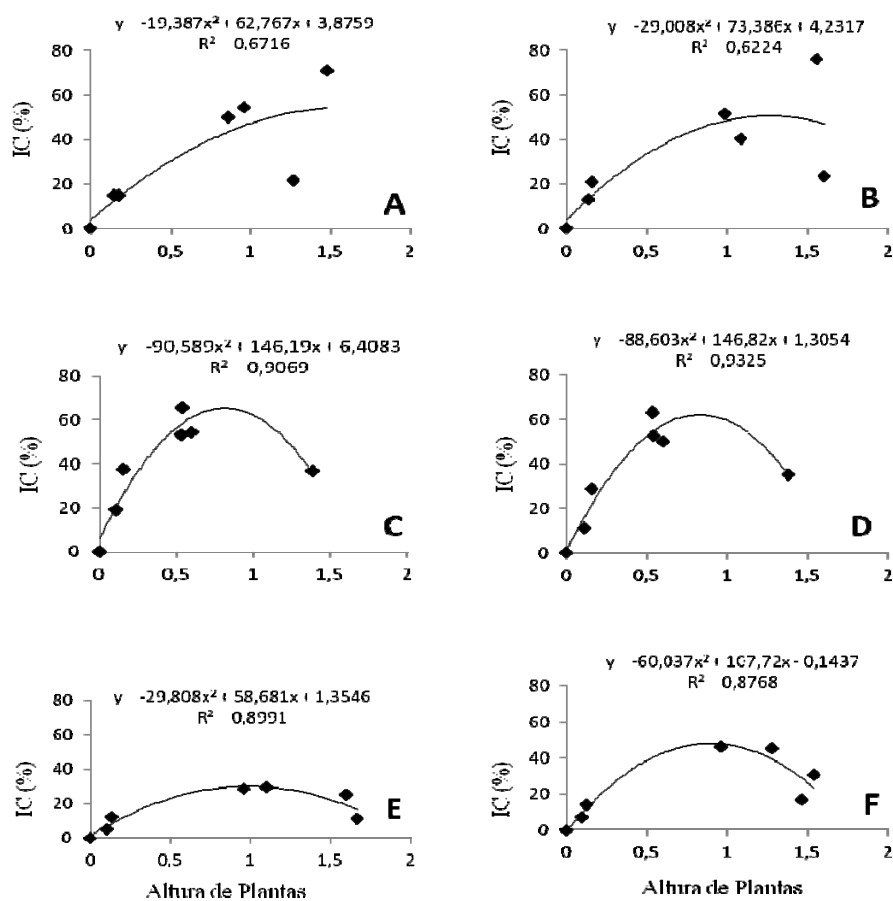 y -19,387x² + 62,767x + 3,8759
R² 0,6716
80
60
40
20
0
IC (%)
0 0,5 1 1,5 2
A
y -29,008x² + 73,386x + 4,2317
R² 0,6224
80
60
40
20
0
IC (%)
0 0,5 1 1,5 2
B
y -90,589x² + 146,19x + 6,4083
R² 0,9069
80
60
40
20
0
IC (%)
0 0,5 1 1,5 2
C
y -88,603x² + 146,82x + 1,3054
R² 0,9325
80
60
40
20
0
IC (%)
0 0,5 1 1,5 2
D
y -29,808x² + 58,681x + 1,3546
R² 0,8991
80
60
40
20
0
IC (%)
0 0,5 1 1,5 2
E
Altura de Plantas
y -60,037x² + 107,72x - 0,1437
R² 0,8768
80
60
40
20
0
IC (%)
0 0,5 1 1,5 2
F
Altura de Plantas